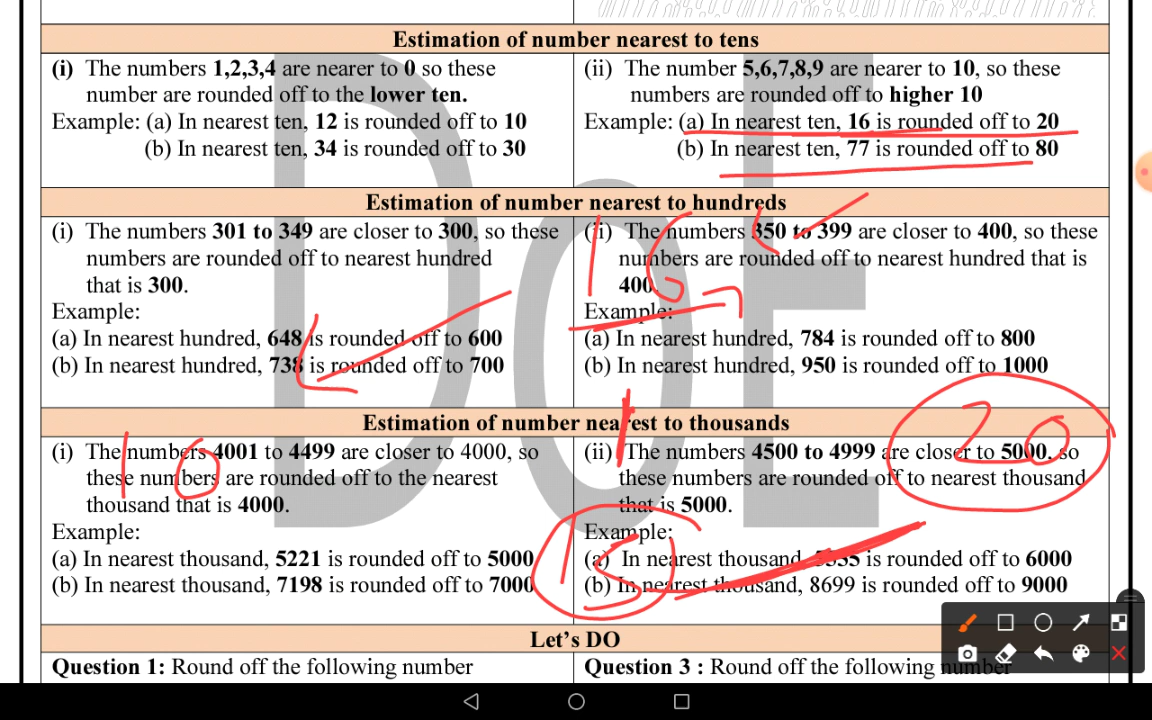 Estimation of number nearest to tens
(i) The numbers 1,2,3,4 are nearer to 0 so these
number are rounded off to the lower ten.
Example: (a) In nearest ten, 12 is rounded off to 10
(b) In nearest ten, 34 is rounded off to 30
(ii) The number 5,6,7,8,9 are nearer to 10, so these
numbers are rounded off to higher 10
Example: (a) In nearest ten, 16 is rounded off to 20
(b) In nearest ten, 77 is rounded off to 80
Estimation of number nearest to hundreds
(i) The numbers 301 to 349 are closer to 300, so these
numbers are rounded off to nearest hundred
that is 300.
Example:
(a) In nearest hundred, 648 is rounded off to 600
(b) In nearest hundred, 738 is rounded off to 700
(ii) The numbers 350 to 399 are closer to 400, so these
numbers are rounded off to nearest hundred that is
400
Example:
(a) In nearest hundred, 784 is rounded off to 800
(b) In nearest hundred, 950 is rounded off to 1000
Estimation of number nearest to thousands
(i) The numbers 4001 to 4499 are closer to 4000, so
these numbers are rounded off to the nearest
thousand that is 4000.
Example:
(a) In nearest thousand, 5221 is rounded off to 5000
(b) In nearest thousand, 7198 is rounded off to 7000
(ii) The numbers 4500 to 4999 are closer to 5000, so
these numbers are rounded off to nearest thousand
that is 5000.
Example:
(a) In nearest thousand, is rounded off to 6000
(b) In nearest thousand, 8699 is rounded off to 9000
Let's DO
Question 1: Round off the following number
Question 3 : Round off the following number
DoE
16
10
20
15